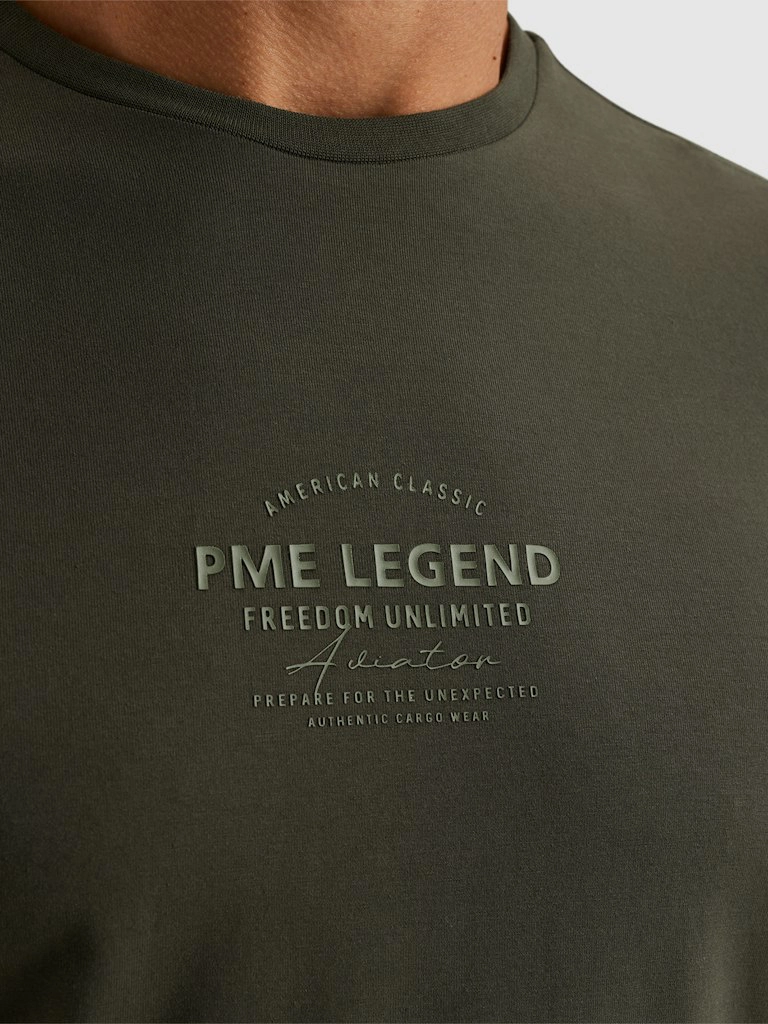 AMERICAN CLASSIC
PME LEGEND
FREEDOM UNLIMITED
Aviator
PREPARE FOR THE UNEXPECTED
AUTHENTIC CARGO WEAR